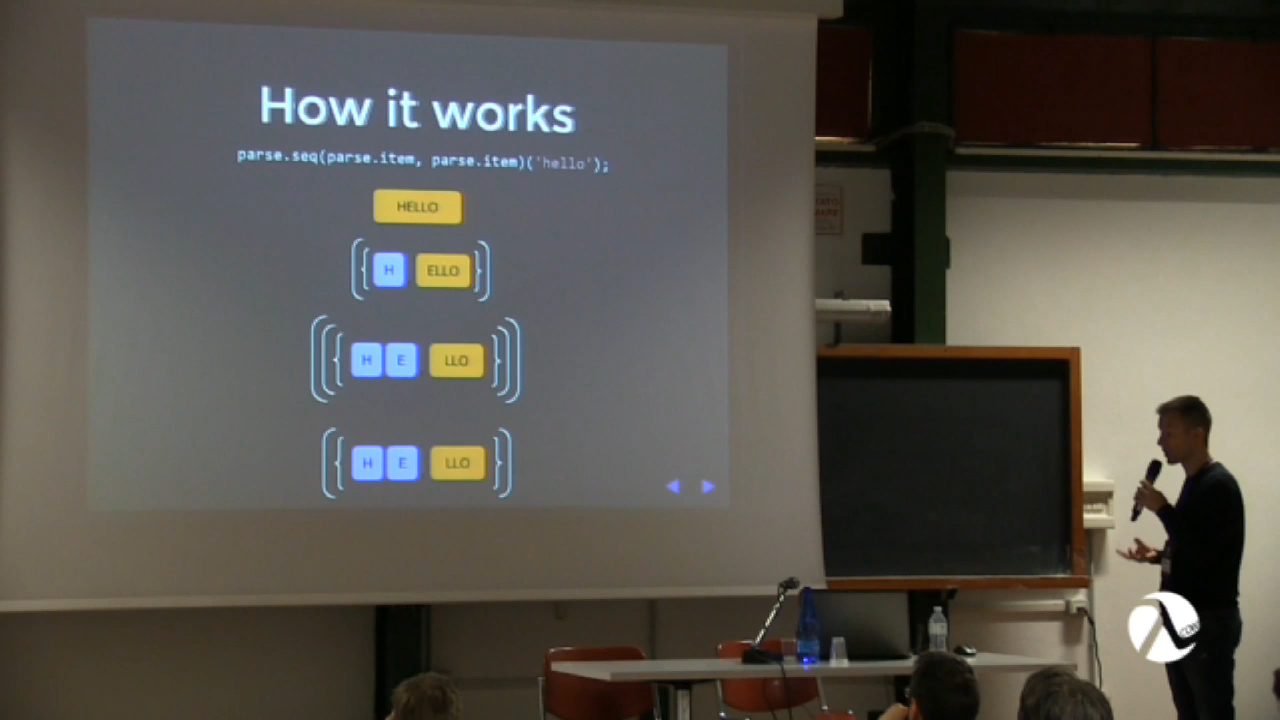 How it works
parse.seq(parse.item, parse.item)('hello');
HELLO
{ { H ELLO } }
{ { { H E LLO } } }
{ { H E LLO } }